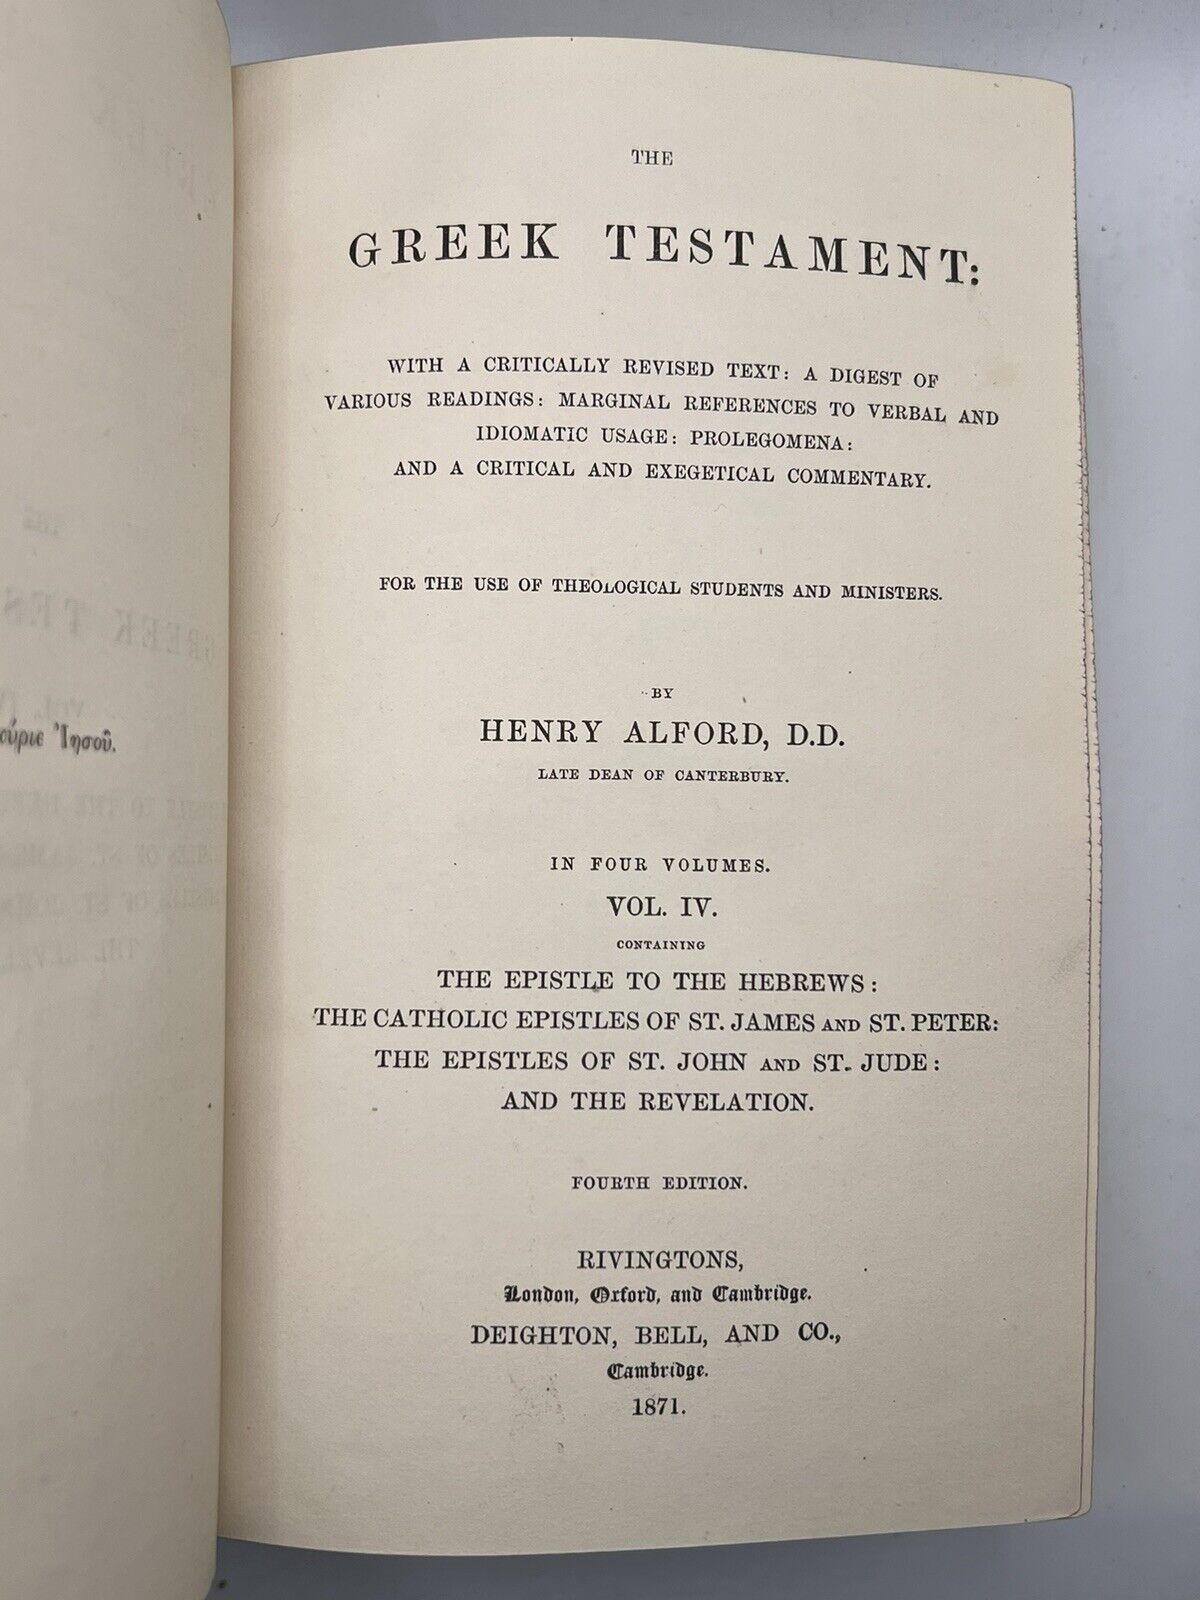 THE
GREEK TESTAMENT:
WITH A CRITICALLY REVISED TEXT: A DIGEST OF
VARIOUS READINGS: MARGINAL REFERENCES TO VERBAL AND
IDIOMATIC USAGE: PROLEGOMENA:
AND A CRITICAL AND EXEGETICAL COMMENTARY.
FOR THE USE OF THEOLOGICAL STUDENTS AND MINISTERS.
BY
HENRY ALFORD, D.D.
LATE DEAN OF CANTERBURY.
IN FOUR VOLUMES.
VOL. IV.
CONTAINING
THE EPISTLE TO THE HEBREWS:
THE CATHOLIC EPISTLES OF ST. JAMES AND ST. PETER:
THE EPISTLES OF ST. JOHN AND ST. JUDE:
AND THE REVELATION.
FOURTH EDITION.
RIVINGTONS,
London, Oxford, and Cambridge.
DEIGHTON, BELL, AND CO.,
Cambridge.
1871.
Ἰησοῦ.